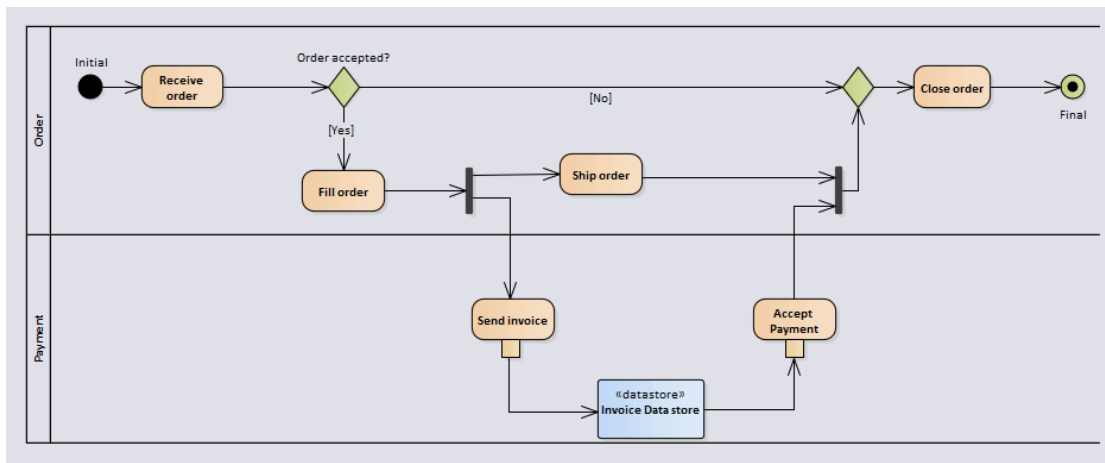 Order
Initial
Receive
order
Order accepted?
[No]
Close order
Final
[Yes]
Fill order
Ship order
Payment
Send invoice
Accept
Payment
«datastore»
Invoice Data store